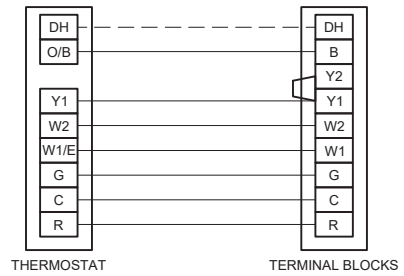 DH DH
O/B B
Y2
Y1 Y1
W2 W2
W1/E W1
G G
C C
R R
THERMOSTAT TERMINAL BLOCKS